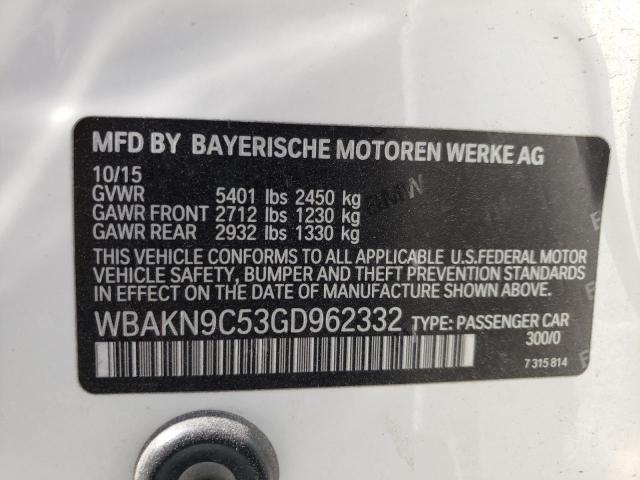 MFD BY BAYERISCHE MOTOREN WERKE AG
10/15
GVWR 5401 lbs 2450 kg
GAWR FRONT 2712 lbs 1230 kg
GAWR REAR 2932 lbs 1330 kg
BMW
THIS VEHICLE CONFORMS TO ALL APPLICABLE U.S.FEDERAL MOTOR
VEHICLE SAFETY, BUMPER AND THEFT PREVENTION STANDARDS
IN EFFECT ON THE DATE OF MANUFACTURE SHOWN ABOVE.
WBAKN9C53GD962332 TYPE: PASSENGER CAR
300/0
7 315 814